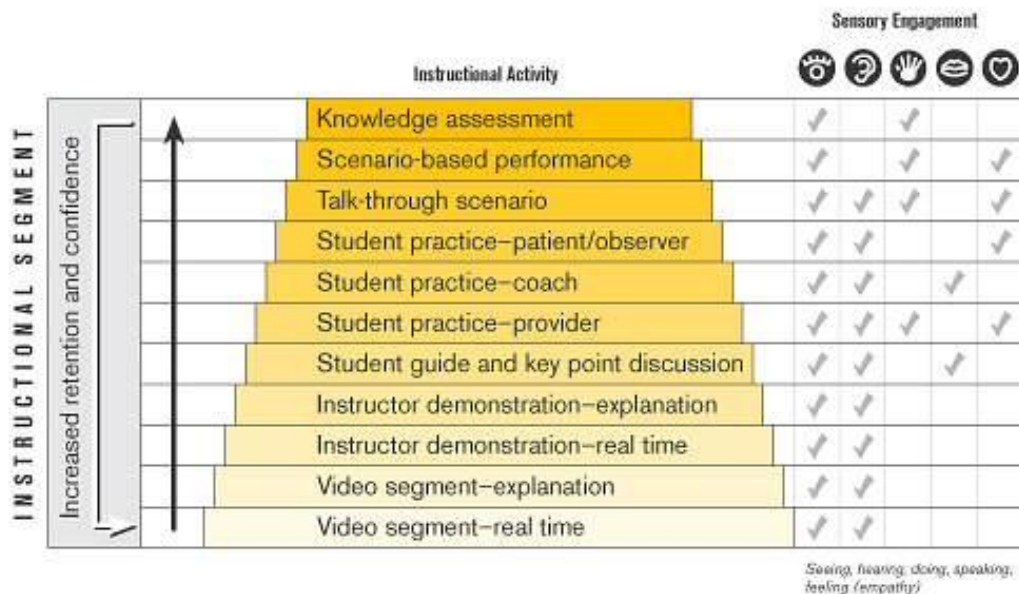 Sensory Engagement
Instructional Activity
INSTRUCTIONAL SEGMENT
Increased retention and confidence
Knowledge assessment
Scenario-based performance
Talk-through scenario
Student practice–patient/observer
Student practice–coach
Student practice–provider
Student guide and key point discussion
Instructor demonstration–explanation
Instructor demonstration–real time
Video segment–explanation
Video segment–real time
Seeing, hearing, doing, speaking,
feeling (empathy)